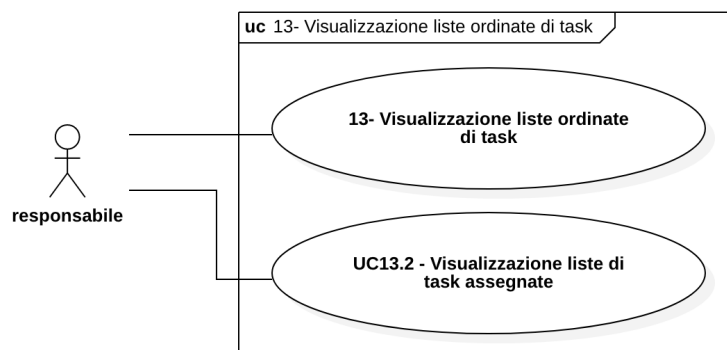 uc 13- Visualizzazione liste ordinate di task
13- Visualizzazione liste ordinate
di task
responsabile
UC13.2 - Visualizzazione liste di
task assegnate